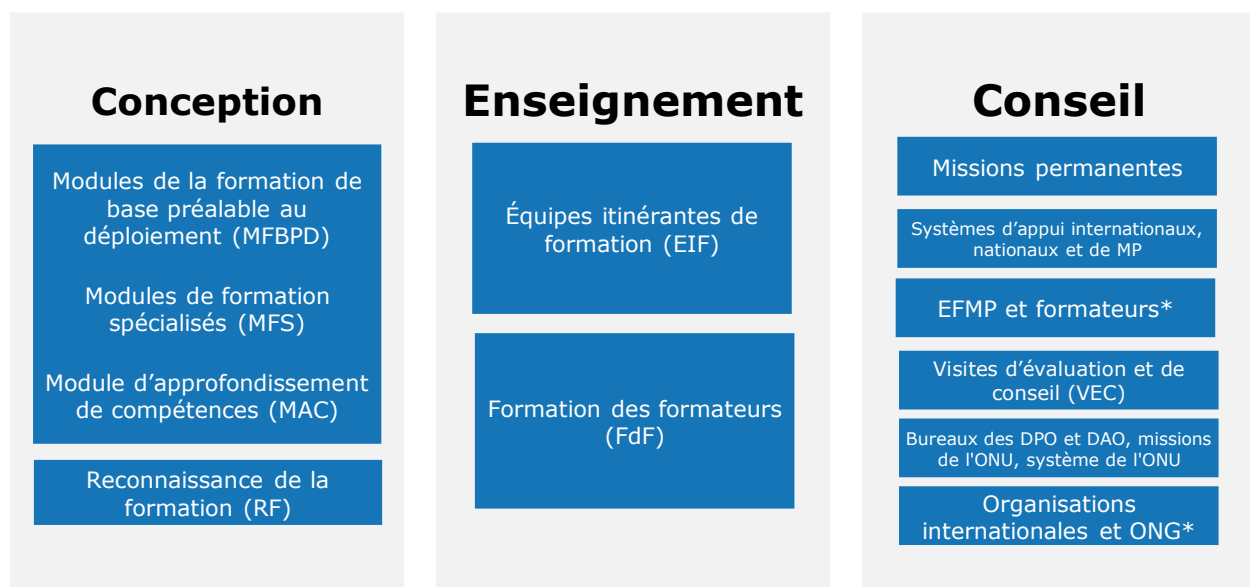 Conception
Modules de la formation de
base préalable au
déploiement (MFBPD)
Modules de formation
spécialisés (MFS)
Module d’approfondissement
de compétences (MAC)
Reconnaissance de la
formation (RF)
Enseignement
Équipes itinérantes de
formation (EIF)
Formation des formateurs
(FdF)
Conseil
Missions permanentes
Systèmes d’appui internationaux,
nationaux et de MP
EFMP et formateurs*
Visites d’évaluation et de
conseil (VEC)
Bureaux des DPO et DAO, missions
de l'ONU, système de l'ONU
Organisations
internationales et ONG*